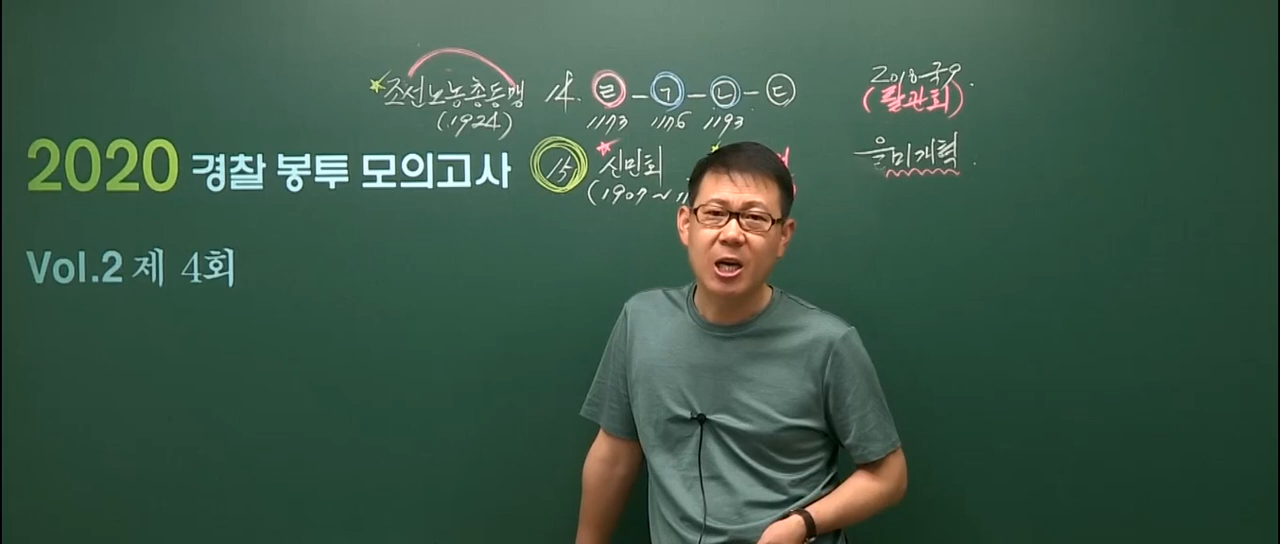 조선노농총동맹 14. ㄹ - ㄱ - ㄴ - ㄷ
(1924) 1173 1176 1193
2018-국9.
(팔관회)
2020 경찰 봉투 모의고사
15 신민회
(1907~
을미개혁.
Vol.2 제 4회